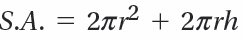 S.A. = 2πr² + 2πrh